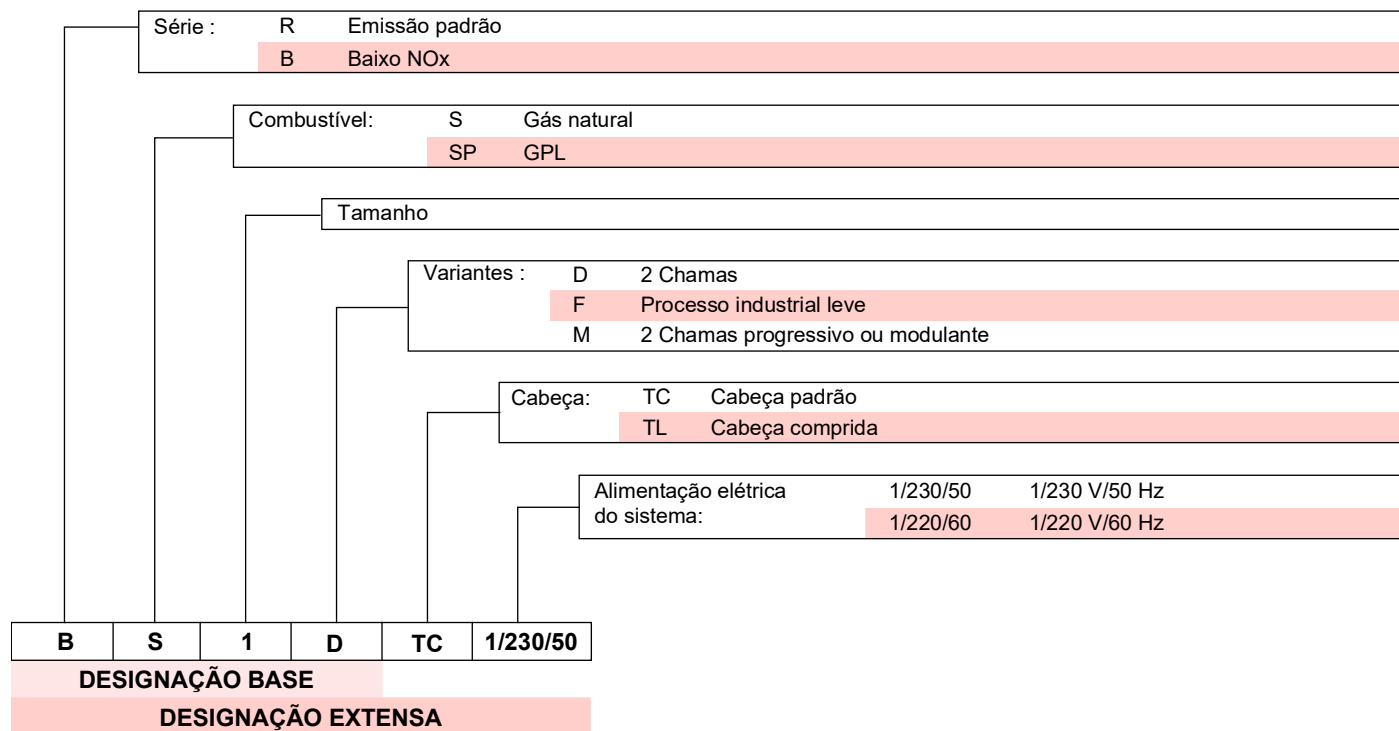 Série : R Emissão padrão
B Baixo NOx
Combustível: S Gás natural
SP GPL
Tamanho
Variantes : D 2 Chamas
F Processo industrial leve
M 2 Chamas progressivo ou modulante
Cabeça: TC Cabeça padrão
TL Cabeça comprida
Alimentação elétrica 1/230/50 1/230 V/50 Hz
do sistema: 1/220/60 1/220 V/60 Hz
B S 1 D TC 1/230/50
DESIGNAÇÃO BASE
DESIGNAÇÃO EXTENSA